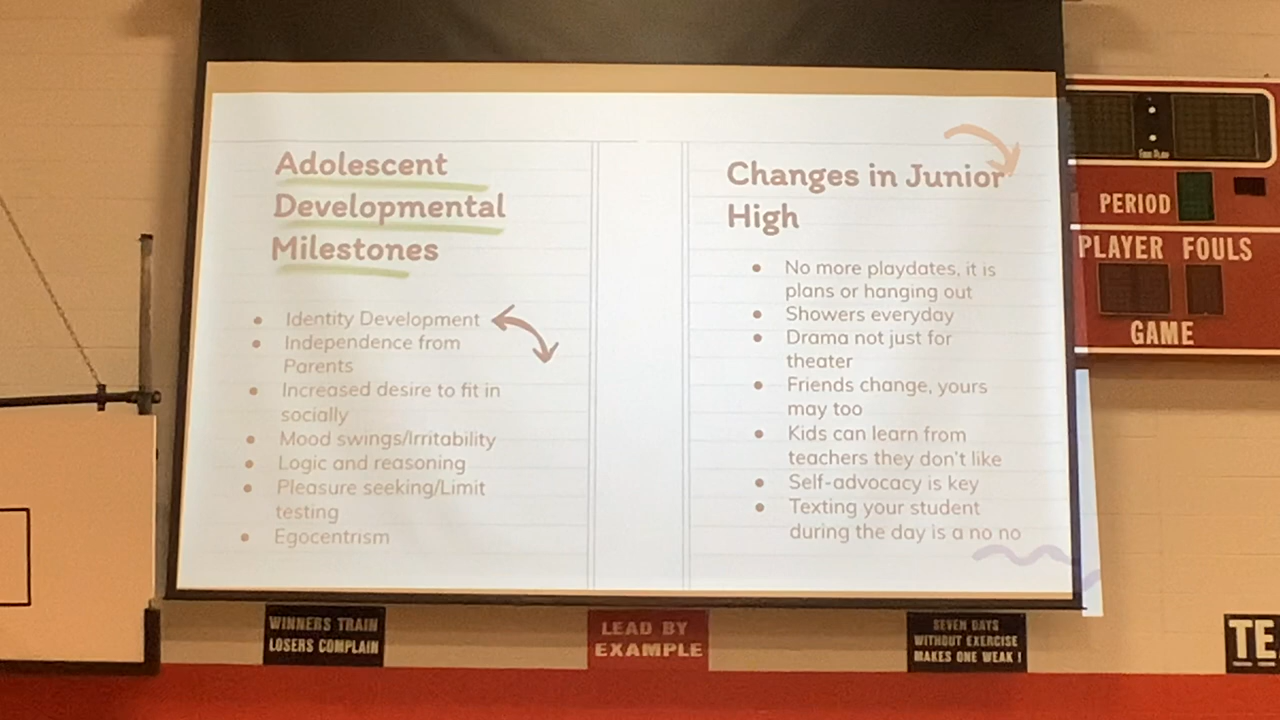 Adolescent
Developmental
Milestones
Identity Development
Independence from
Parents
Increased desire to fit in
socially
Mood swings/Irritability
Logic and reasoning
Pleasure seeking/Limit
testing
Egocentrism
Changes in Junior
High
No more playdates, it is
plans or hanging out
Showers everyday
Drama not just for
theater
Friends change, yours
may too
Kids can learn from
teachers they don't like
Self-advocacy is key
Texting your student
during the day is a no no
PERIOD
PLAYER FOULS
GAME
WINNERS TRAIN
LOSERS COMPLAIN
LEAD BY
EXAMPLE
SEVEN DAYS
WITHOUT EXERCISE
MAKES ONE WEAK !